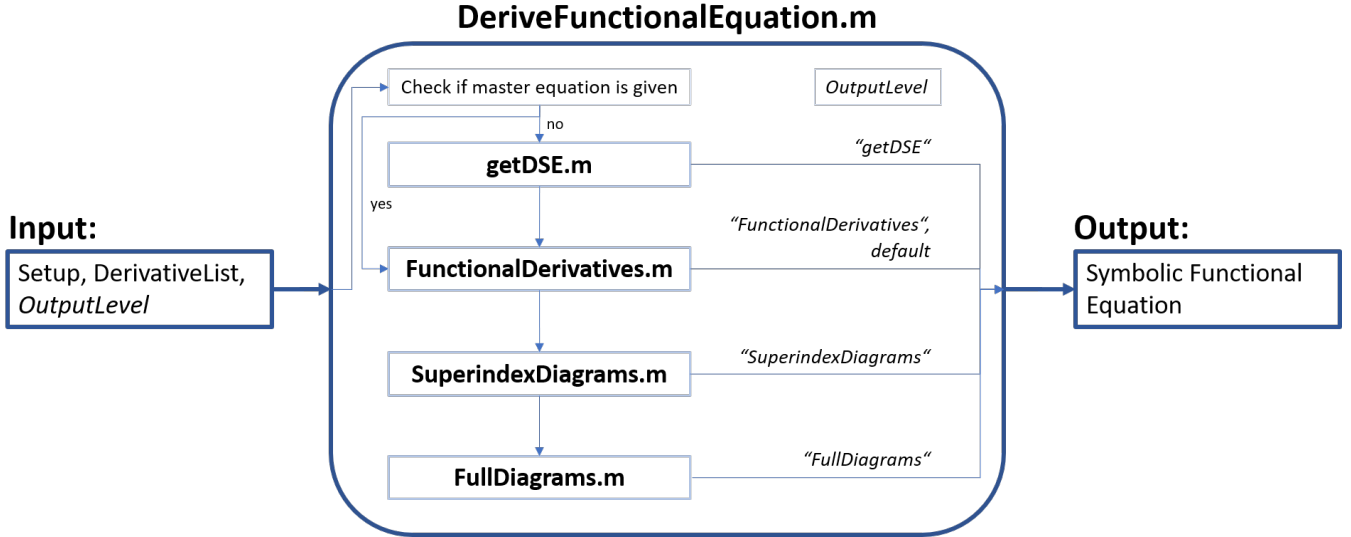 DeriveFunctionalEquation.m
Check if master equation is given
OutputLevel
no
“getDSE“
getDSE.m
yes
Input:
“FunctionalDerivatives“,
default
Output:
Setup, DerivativeList,
OutputLevel
FunctionalDerivatives.m
Symbolic Functional
Equation
“SuperindexDiagrams“
SuperindexDiagrams.m
“FullDiagrams“
FullDiagrams.m